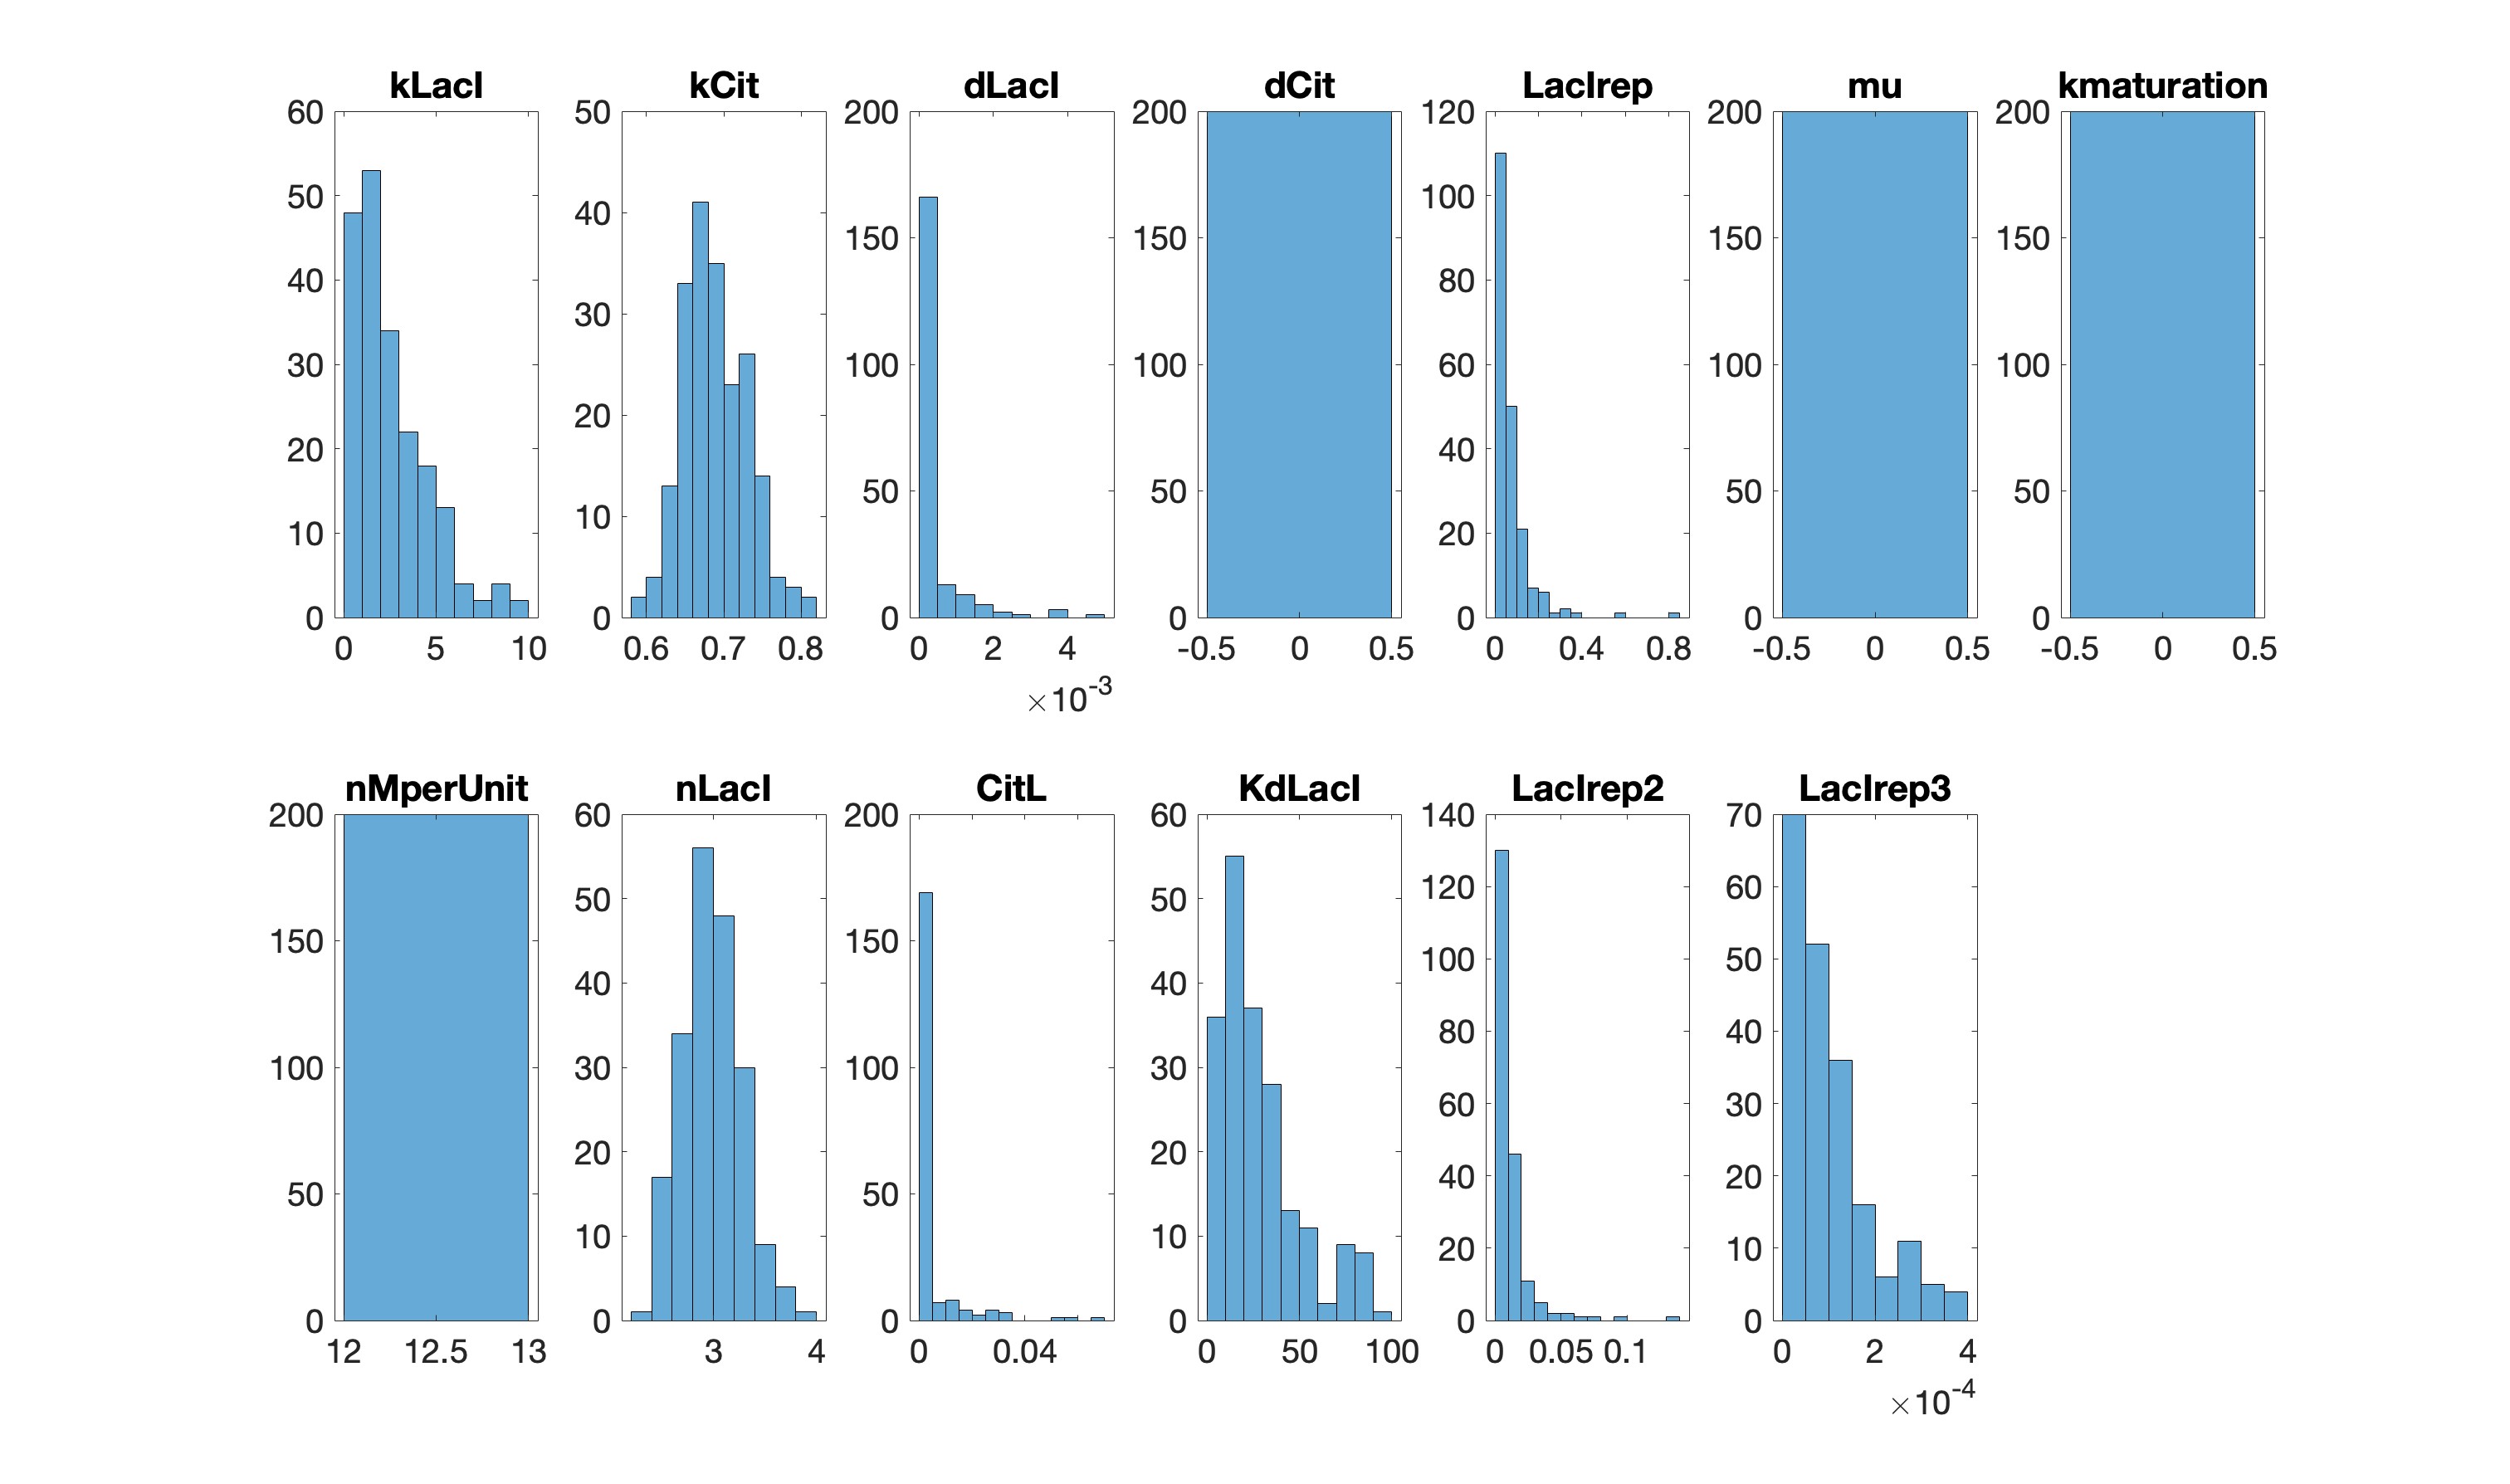 kLacI kCit dLacI dCit LacIrep mu kmaturation
60 50 200 200 120 200 200
50 40 150 150 100 150 150
40 30 100 100 80 100 100
30 20 50 50 60 50 50
20 10 0 0 40 0 0
10 0 20
0 0
0 5 10 0.6 0.7 0.8 0 2 4 -0.5 0 0.5 0 0.4 0.8 -0.5 0 0.5 -0.5 0 0.5
×10-3
nMperUnit nLacI CitL KdLacI LacIrep2 LacIrep3
200 60 200 60 140 70
150 50 150 50 120 60
100 40 100 40 100 50
50 30 50 30 80 40
0 20 0 20 60 30
10 10 40 20
0 0 20 10
0 0
12 12.5 13 3 4 0 0.04 0 50 100 0 0.05 0.1 0 2 4
×10-4